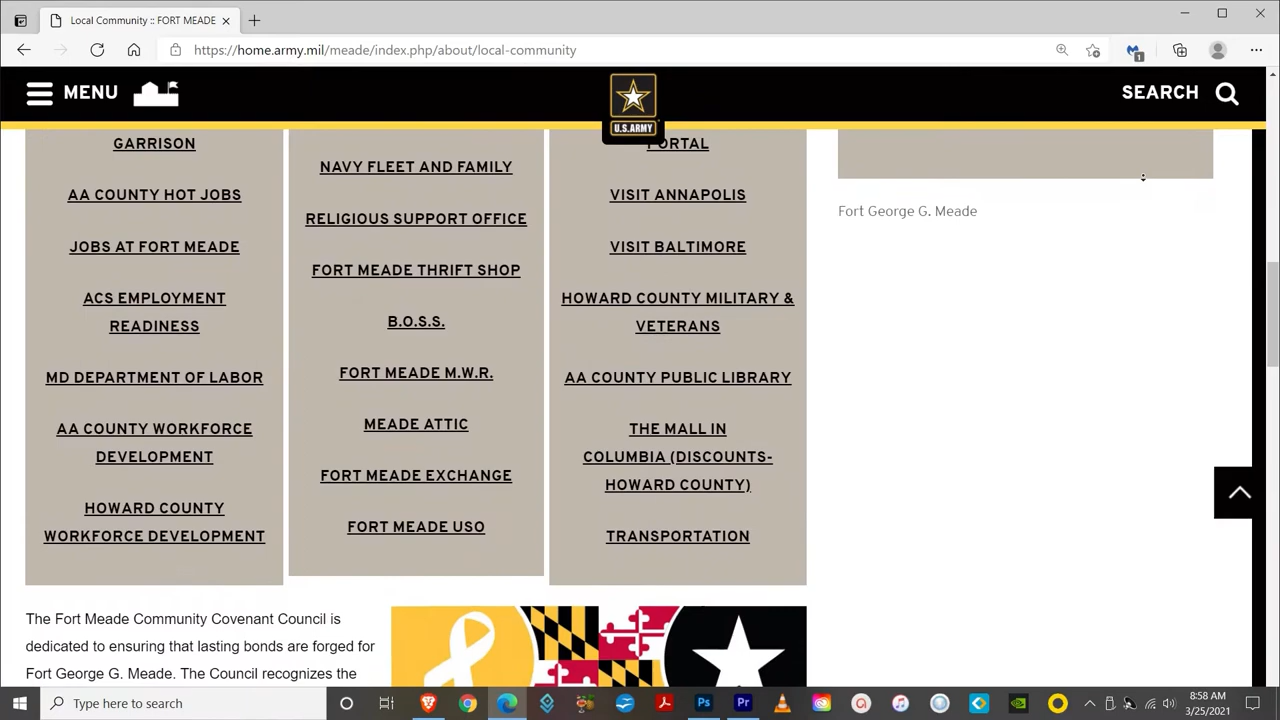 Local Community :: FORT MEADE
https://home.army.mil/meade/index.php/about/local-community
1
MENU
U.S.ARMY
SEARCH
GARRISON
AA COUNTY HOT JOBS
JOBS AT FORT MEADE
ACS EMPLOYMENT
READINESS
MD DEPARTMENT OF LABOR
AA COUNTY WORKFORCE
DEVELOPMENT
HOWARD COUNTY
WORKFORCE DEVELOPMENT
NAVY FLEET AND FAMILY
RELIGIOUS SUPPORT OFFICE
FORT MEADE THRIFT SHOP
B.O.S.S.
FORT MEADE M.W.R.
MEADE ATTIC
FORT MEADE EXCHANGE
FORT MEADE USO
PORTAL
VISIT ANNAPOLIS
VISIT BALTIMORE
HOWARD COUNTY MILITARY &
VETERANS
AA COUNTY PUBLIC LIBRARY
THE MALL IN
COLUMBIA (DISCOUNTS-
HOWARD COUNTY)
TRANSPORTATION
Fort George G. Meade
The Fort Meade Community Covenant Council is
dedicated to ensuring that lasting bonds are forged for
Fort George G. Meade. The Council recognizes the
Type here to search
Ps
Pr
8:58 AM
3/25/2021